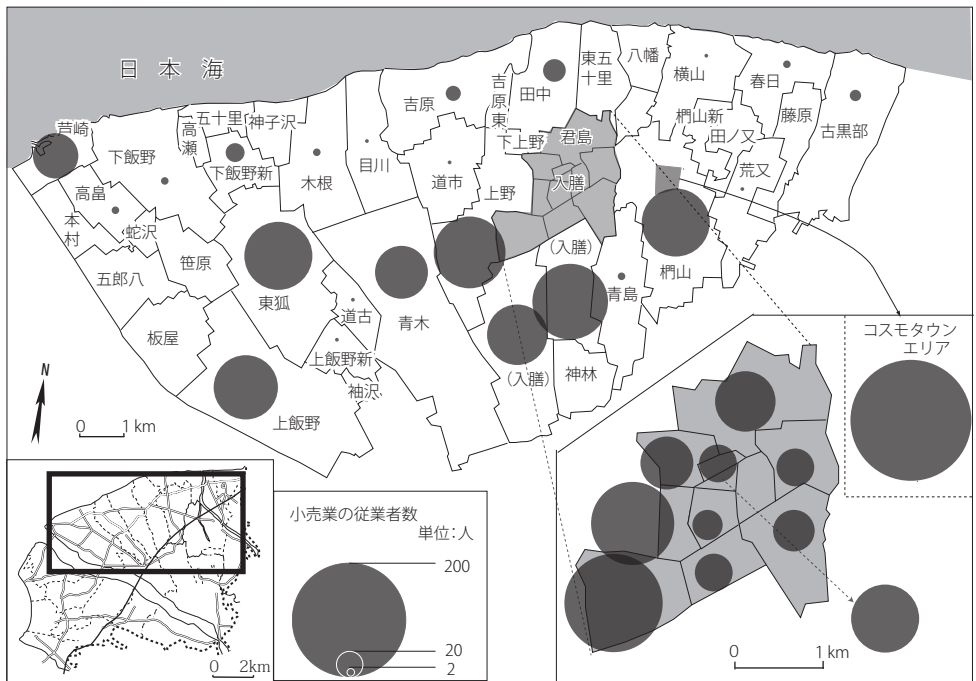 日本海
芦崎
高畠
本村
下飯野
高瀬
五十里
神子沢
下飯野新
蛇沢
五郎八
笹原
板屋
東狐
木根
目川
吉原
吉原東
道市
上野
田中
下上野
東五十里
君島
入膳
八幡
横山
椚山新
田ノ又
荒又
春日
藤原
古黒部
(入膳)
青島
椚山
道古
青木
上飯野新
袖沢
上飯野
(入膳)
神林
N
0 1 km
コスモタウン
エリア
0 2km
小売業の従業者数
単位:人
200
20
2
0 1 km